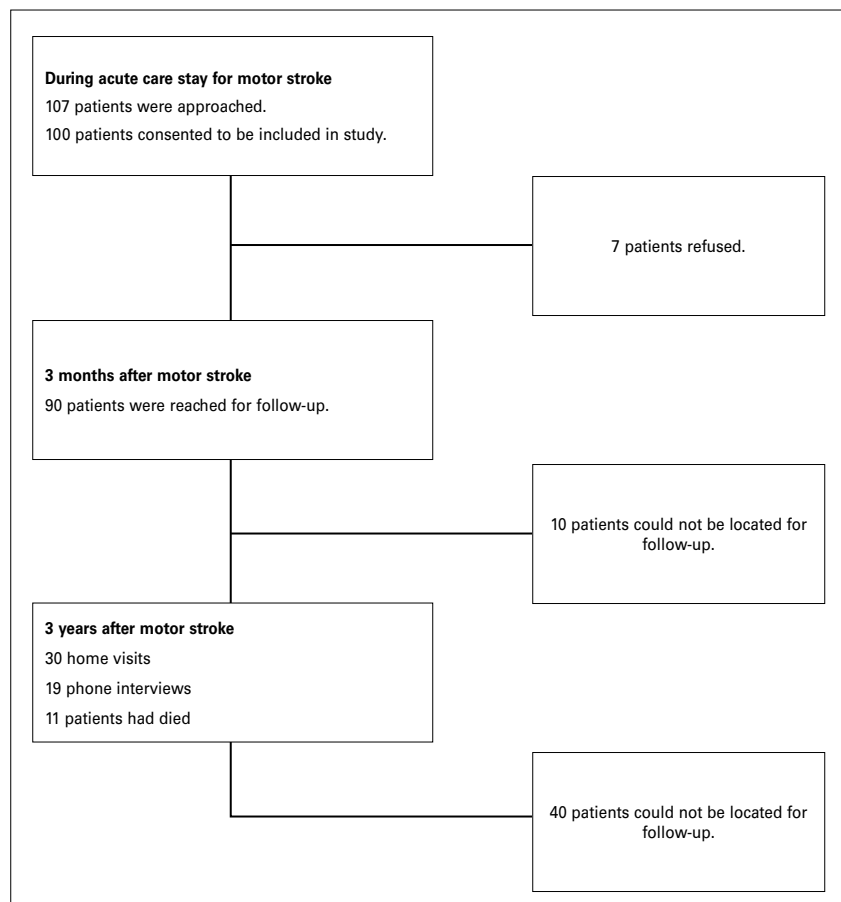 During acute care stay for motor stroke
107 patients were approached.
100 patients consented to be included in study.
7 patients refused.
3 months after motor stroke
90 patients were reached for follow-up.
10 patients could not be located for
follow-up.
3 years after motor stroke
30 home visits
19 phone interviews
11 patients had died
40 patients could not be located for
follow-up.